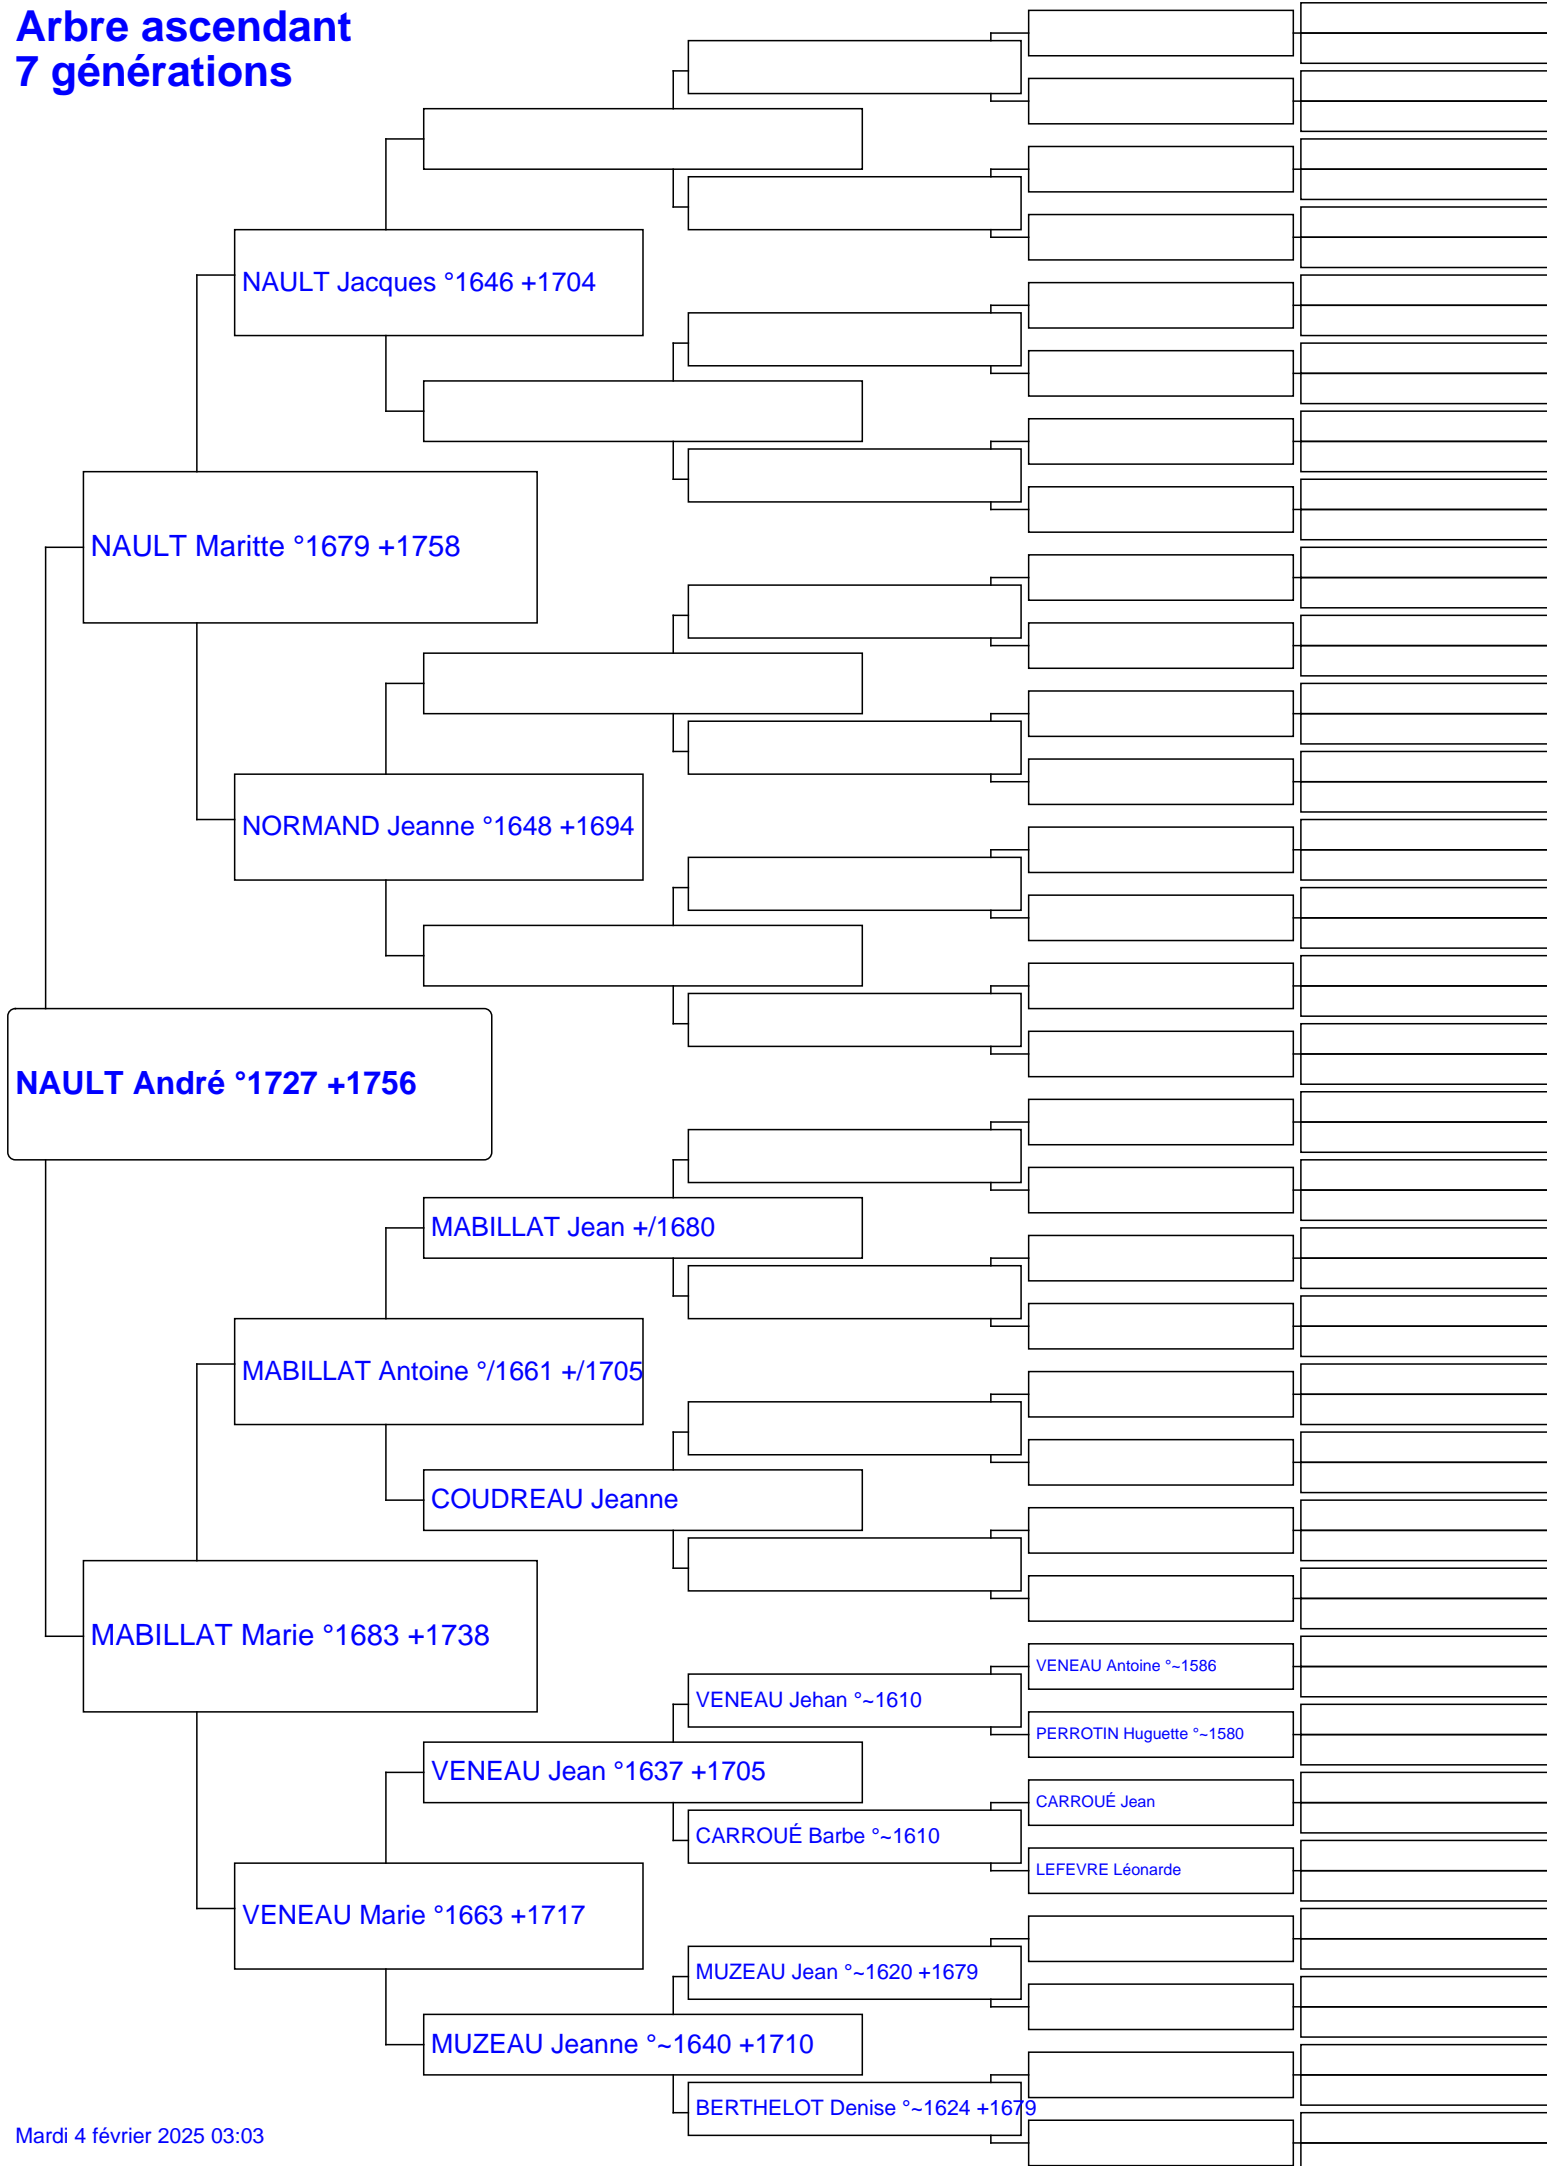 Arbre ascendant
7 générations
NAULT Jacques °1646 +1704
NAULT Maritte °1679 +1758
NORMAND Jeanne °1648 +1694
NAULT André °1727 +1756
MABILLAT Jean +/1680
MABILLAT Antoine °/1661 +/1705
COUDREAU Jeanne
MABILLAT Marie °1683 +1738
VENEAU Antoine °~1586
VENEAU Jehan °~1610
PERROTIN Huguette °~1580
VENEAU Jean °1637 +1705
CARROUÉ Jean
CARROUÉ Barbe °~1610
LEFEVRE Léonarde
VENEAU Marie °1663 +1717
MUZEAU Jean °~1620 +1679
MUZEAU Jeanne °~1640 +1710
BERTHELOT Denise °~1624 +1679
Mardi 4 février 2025 03:03